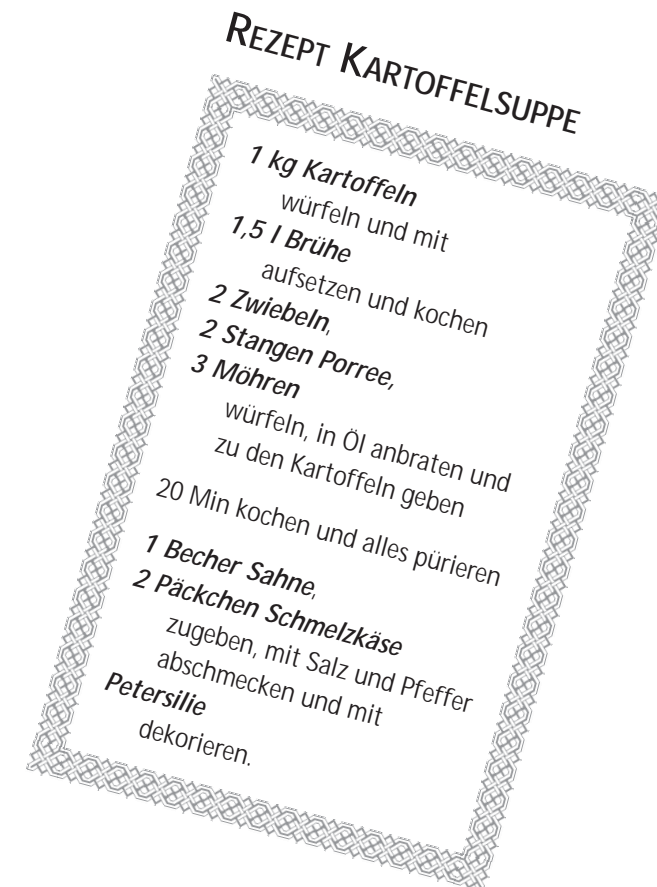 REZEPT KARTOFFELSUPPE
1 kg Kartoffeln
würfeln und mit
1,5 l Brühe
aufsetzen und kochen
2 Zwiebeln,
2 Stangen Porree,
3 Möhren
würfeln, in Öl anbraten und
zu den Kartoffeln geben
20 Min kochen und alles pürieren
1 Becher Sahne,
2 Päckchen Schmelzkäse
zugeben, mit Salz und Pfeffer
abschmecken und mit
Petersilie
dekorieren.